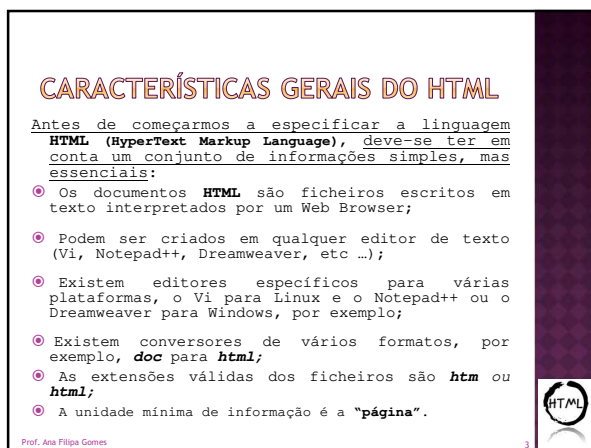 CARACTERÍSTICAS GERAIS DO HTML
Antes de começarmos a especificar a linguagem
HTML (HyperText Markup Language), deve-se ter em
conta um conjunto de informações simples, mas
essenciais:
Os documentos HTML são ficheiros escritos em
texto interpretados por um Web Browser;
Podem ser criados em qualquer editor de texto
(Vi, Notepad++, Dreamweaver, etc …);
Existem editores específicos para várias
plataformas, o Vi para Linux e o Notepad++ ou o
Dreamweaver para Windows, por exemplo;
Existem conversores de vários formatos, por
exemplo, doc para html;
As extensões válidas dos ficheiros são htm ou
html;
A unidade mínima de informação é a “página”.
HTML
Prof. Ana Filipa Gomes
3